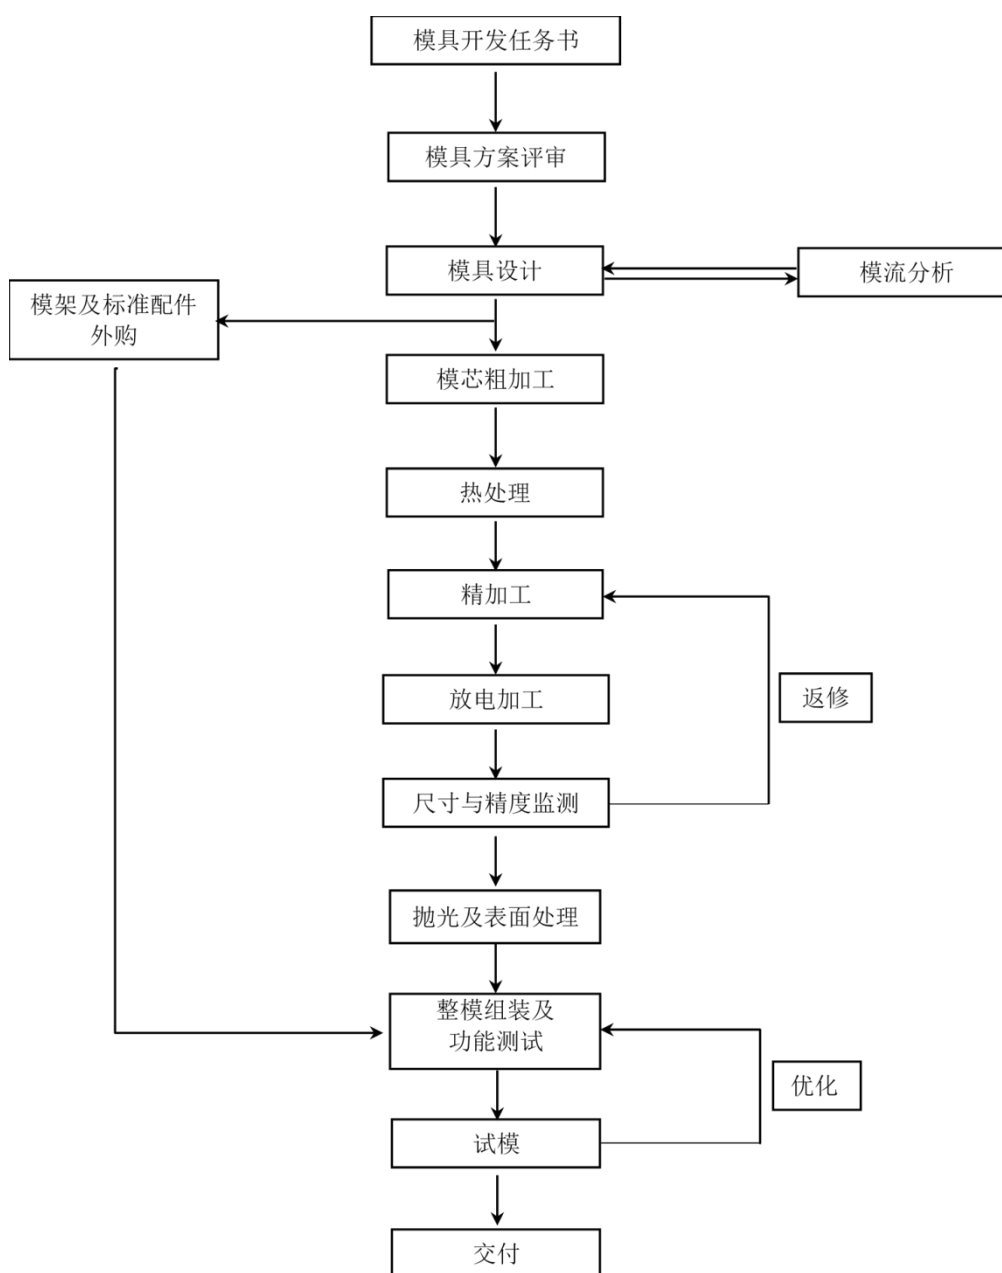 模具开发任务书
模具方案评审
模具设计
模流分析
模架及标准配件
外购
模芯粗加工
热处理
精加工
放电加工
返修
尺寸与精度监测
抛光及表面处理
整模组装及
功能测试
优化
试模
交付